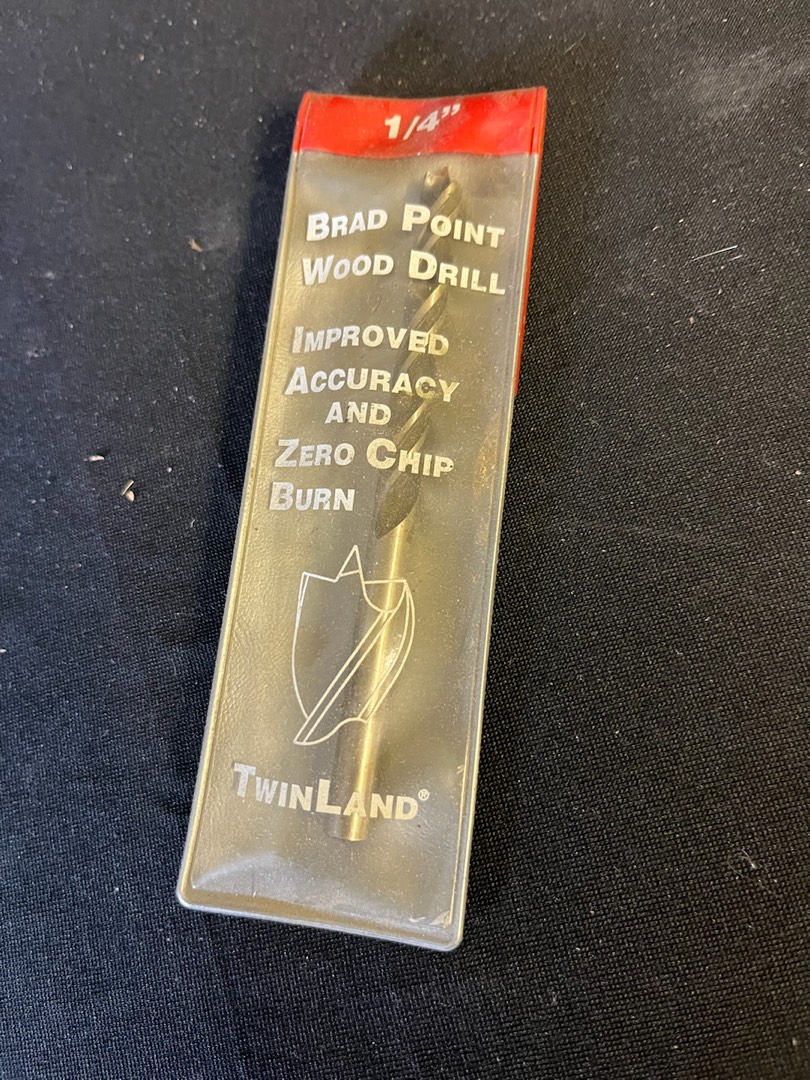 1/4”
BRAD POINT
WOOD DRILL
IMPROVED
ACCURACY
AND
ZERO CHIP
BURN
TWINLAND®